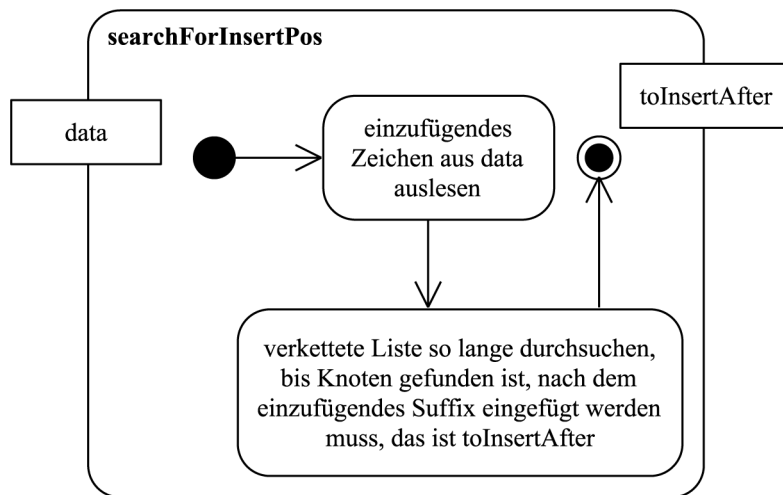 searchForInsertPos
data
toInsertAfter
einzufügendes
Zeichen aus data
auslesen
verkettete Liste so lange durchsuchen,
bis Knoten gefunden ist, nach dem
einzufügendes Suffix eingefügt werden
muss, das ist toInsertAfter